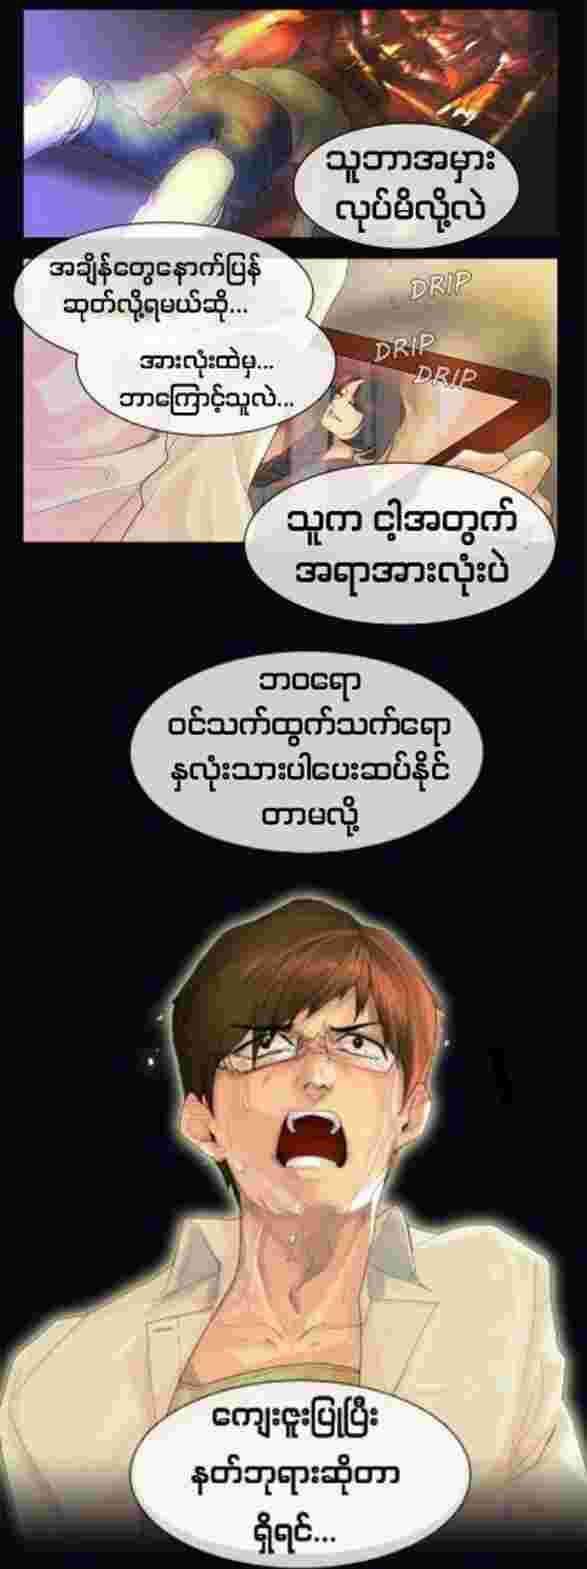 သူဘာအမှား
လုပ်မိလို့လဲ
အချိန်တွေနောက်ပြန်
ဆုတ်လို့ရမယ်ဆို...
DRIP
DRIP
DRIP
အားလုံးထဲမှ...
ဘာကြောင့်သူလဲ...
သူက ငါ့အတွက်
အရာအားလုံးပဲ
ဘဝရော
ဝင်သက်ထွက်သက်ရော
နှလုံးသားပါပေးဆပ်နိုင်
တာမလို့
ကျေးဇူးပြုပြီး
နတ်ဘုရားဆိုတာ
ရှိရင်...